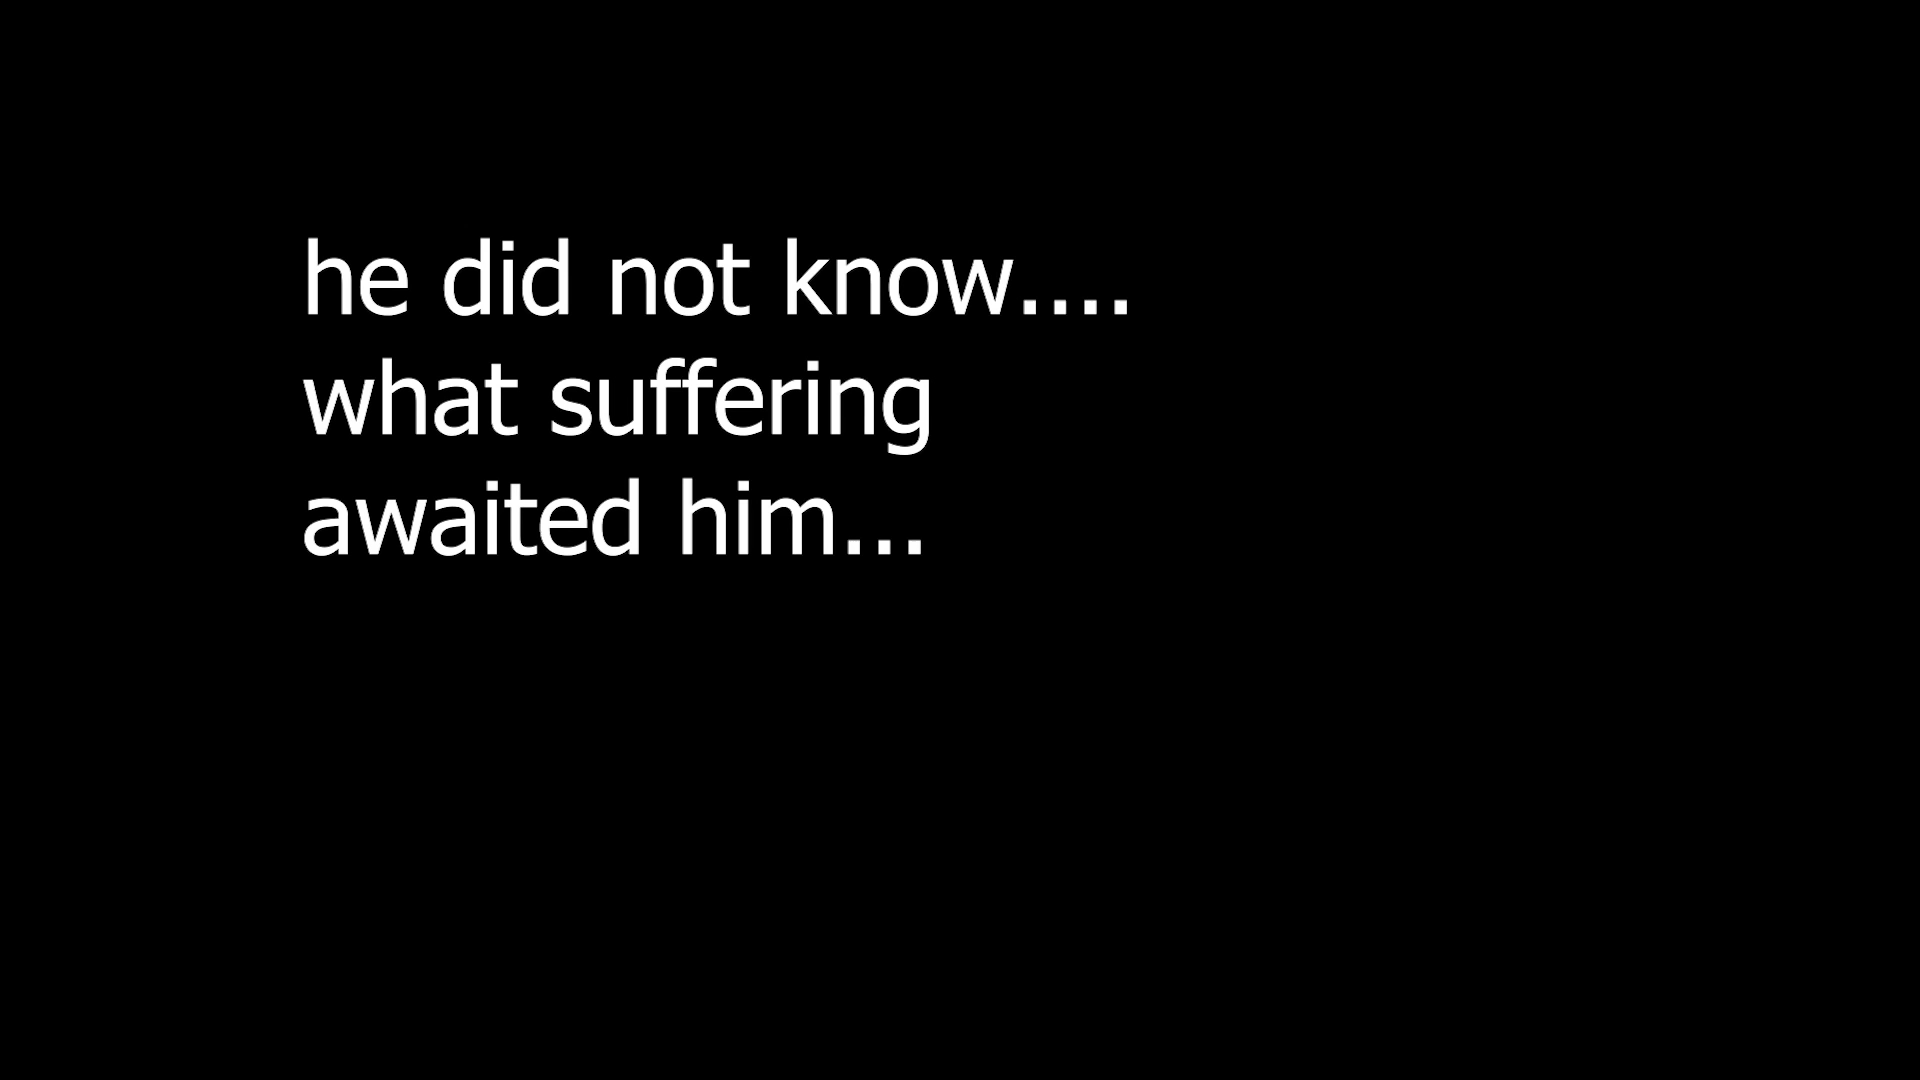 he did not know....
what suffering
awaited him...